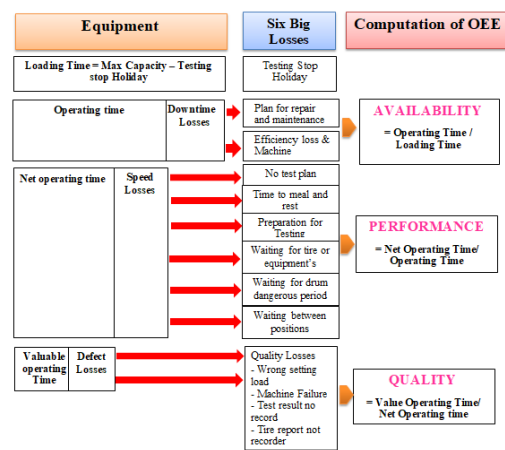 Equipment
Six Big
Losses
Computation of OEE
Loading Time = Max Capacity – Testing
stop Holiday
Testing Stop
Holiday
Operating time
Downtime
Losses
Plan for repair
and maintenance
Efficiency loss &
Machine
AVAILABILITY
= Operating Time /
Loading Time
Net operating time
Speed
Losses
No test plan
Time to meal and
rest
Preparation for
Testing
Waiting for tire or
equipment's
Waiting for drum
dangerous period
Waiting between
positions
PERFORMANCE
= Net Operating Time/
Operating Time
Valuable
operating
Time
Defect
Losses
Quality Losses
- Wrong setting
load
- Machine Failure
- Test result no
record
- Tire report not
recorder
QUALITY
= Value Operating Time/
Net Operating time